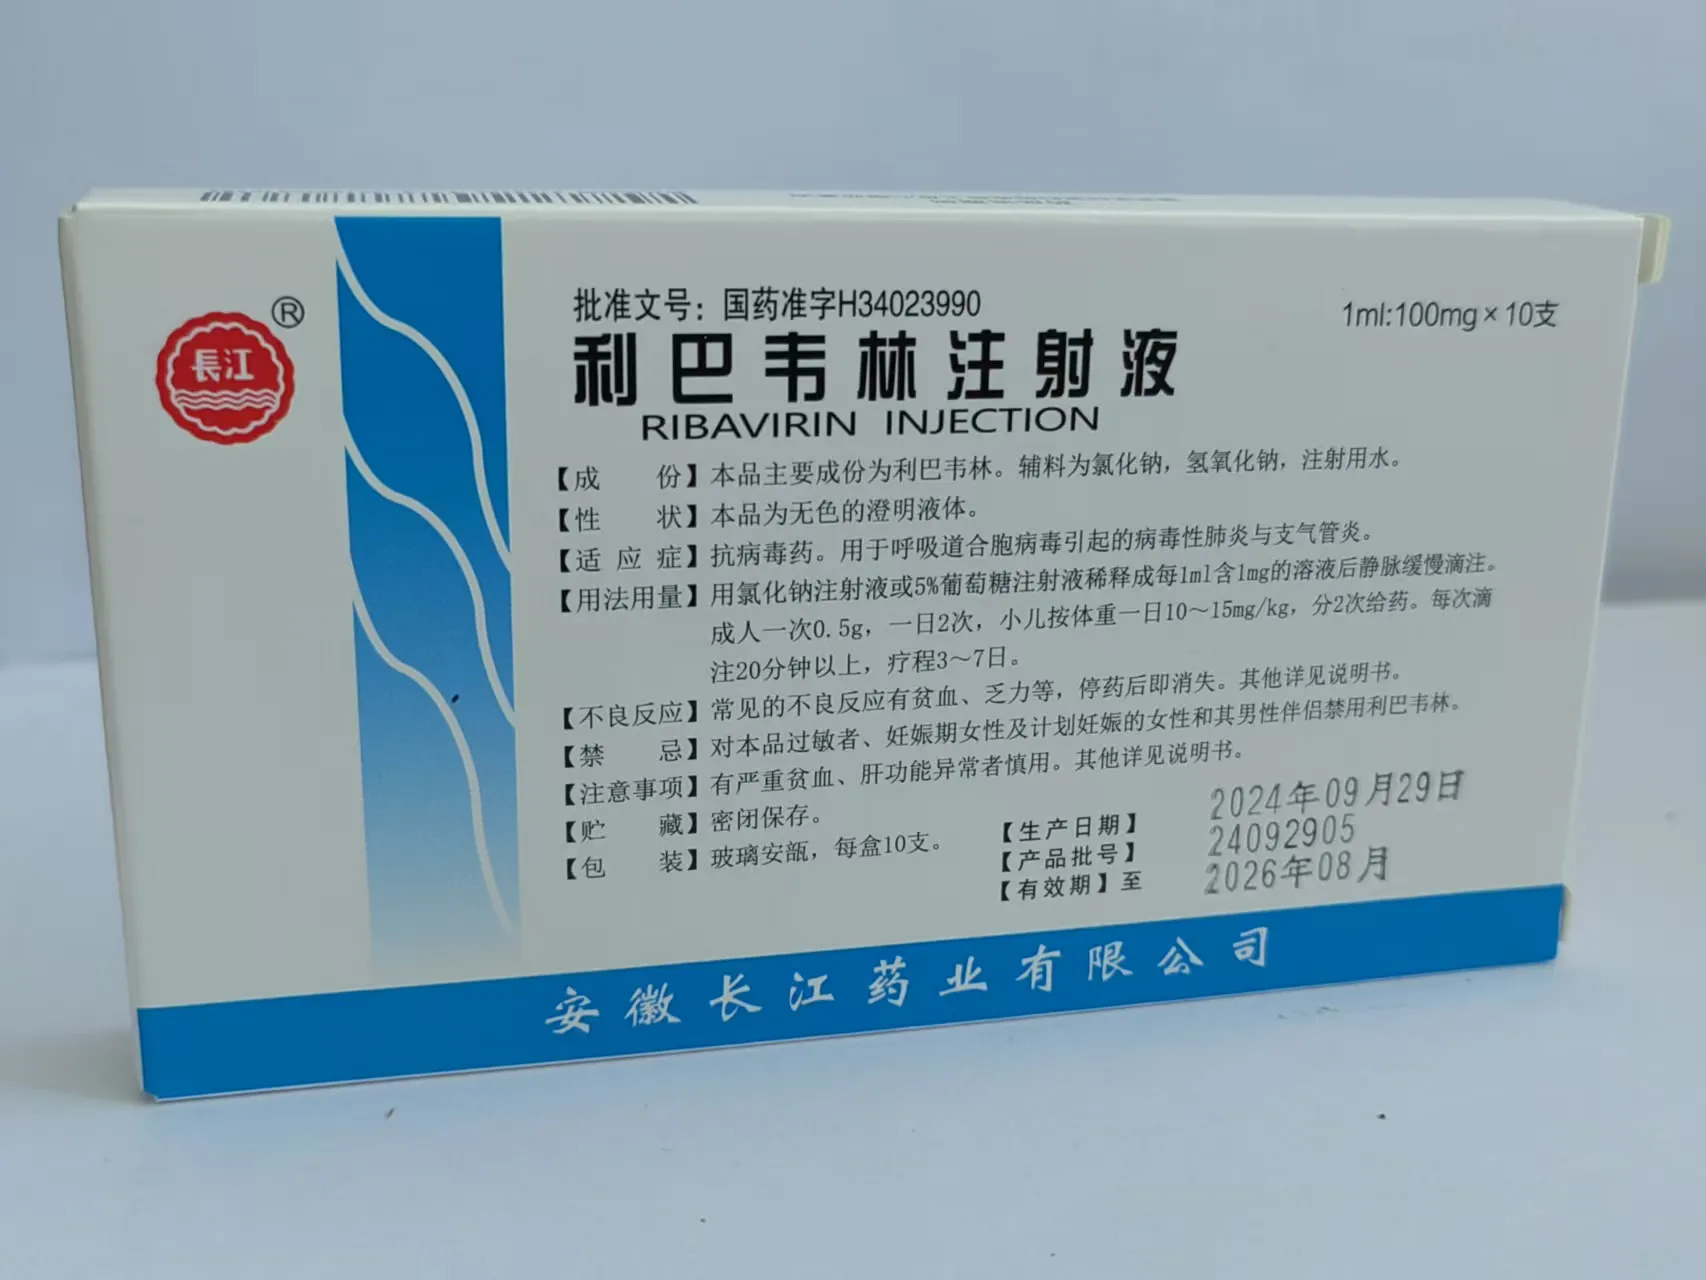 長江
®
批准文号：国药准字H34023990
1ml:100mg×10支
利巴韦林注射液
RIBAVIRIN INJECTION
【成份】本品主要成份为利巴韦林。辅料为氯化钠，氢氧化钠，注射用水。
【性状】本品为无色的澄明液体。
【适应症】抗病毒药。用于呼吸道合胞病毒引起的病毒性肺炎与支气管炎。
【用法用量】用氯化钠注射液或5%葡萄糖注射液稀释成每1ml含1mg的溶液后静脉缓慢滴注。
成人一次0.5g，一日2次，小儿按体重一日10～15mg/kg，分2次给药。每次滴
注20分钟以上，疗程3～7日。
【不良反应】常见的不良反应有贫血、乏力等，停药后即消失。其他详见说明书。
【禁忌】对本品过敏者、妊娠期女性及计划妊娠的女性和其男性伴侣禁用利巴韦林。
【注意事项】有严重贫血、肝功能异常者慎用。其他详见说明书。
【贮藏】密闭保存。
【包装】玻璃安瓿，每盒10支。
【生产日期】2024年09月29日
【产品批号】24092905
【有效期】至2026年08月
安徽长江药业有限公司